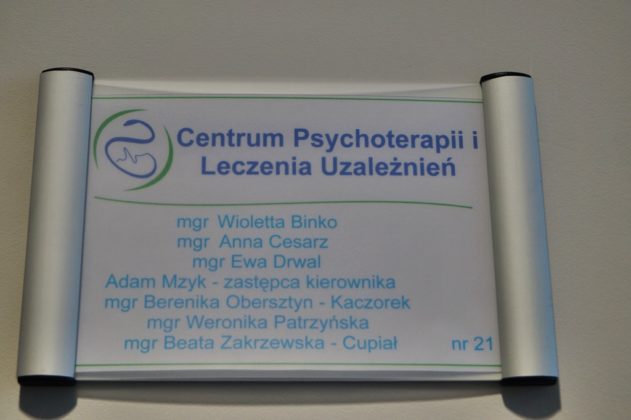 Centrum Psychoterapii i
Leczenia Uzależnień
mgr Wioletta Binko
mgr Anna Cesarz
mgr Ewa Drwal
Adam Mzyk - zastępca kierownika
mgr Berenika Obersztyn - Kaczorek
mgr Weronika Patrzyńska
mgr Beata Zakrzewska - Cupiał
nr 21